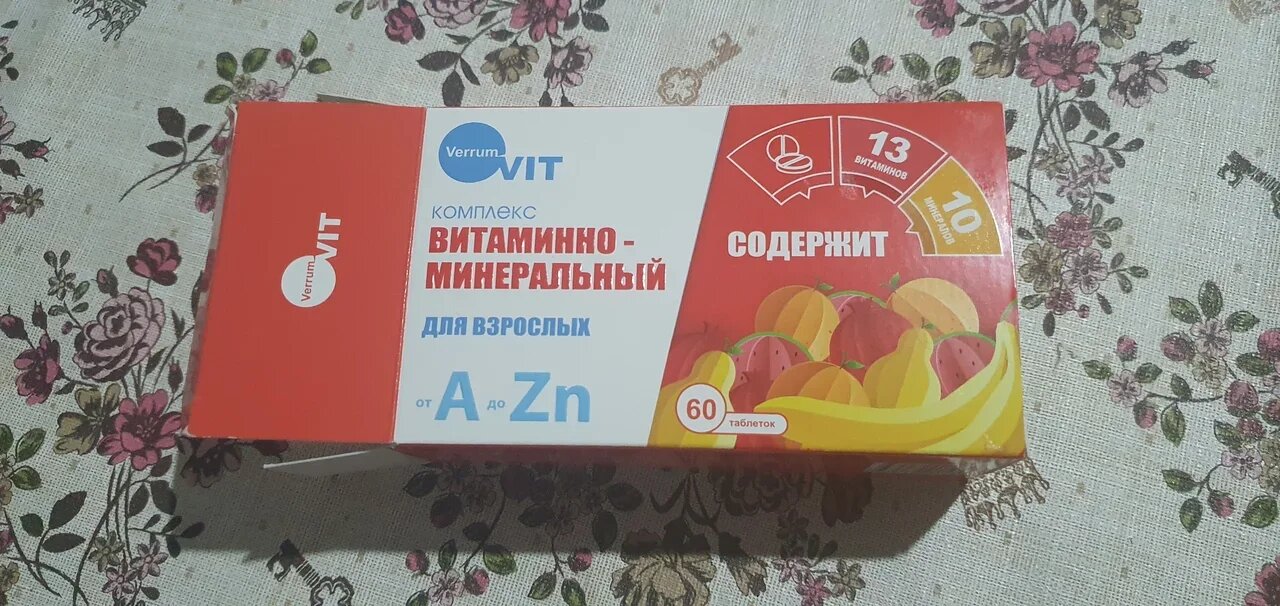 Verrum
VIT
Verrum
VIT
КОМПЛЕКС
ВИТАМИННО -
МИНЕРАЛЬНЫЙ
ДЛЯ ВЗРОСЛЫХ
от A до Zn
13
ВИТАМИНОВ
10
МИНЕРАЛОВ
СОДЕРЖИТ
60
таблеток